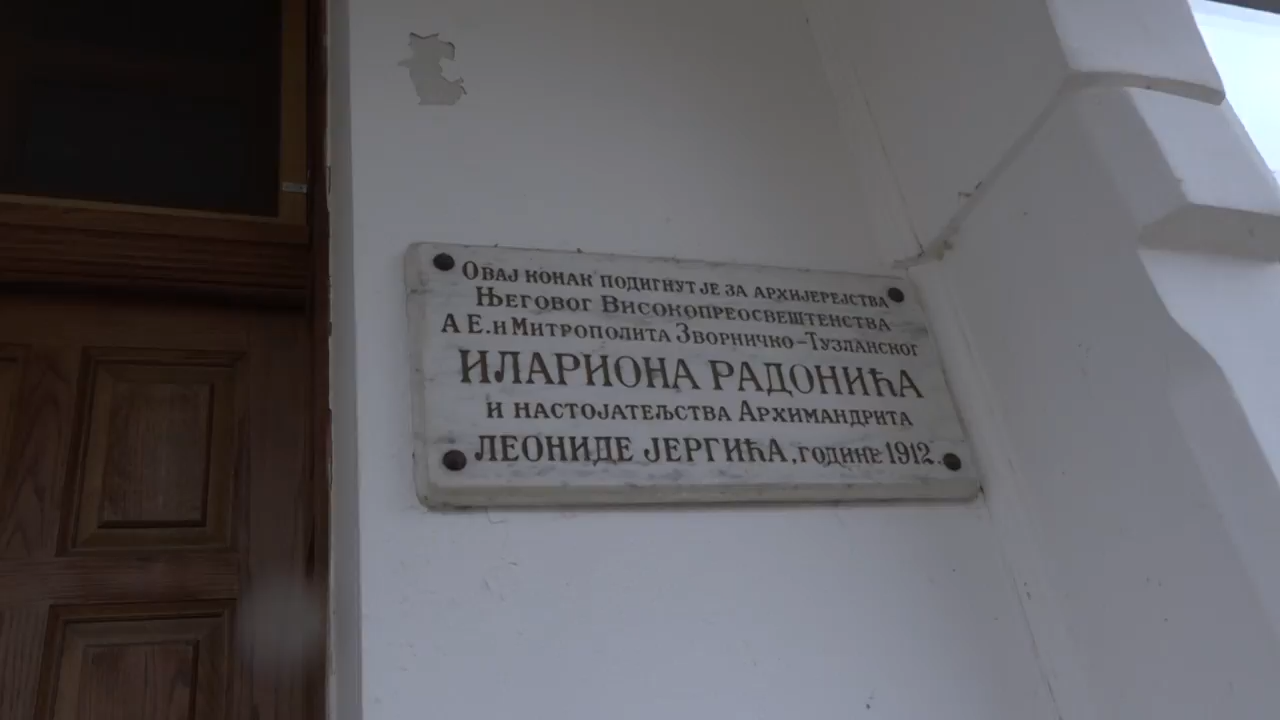 Овај конак подигнут је за архијерејства
Његовог Високопреосвештенства
А Е. и Митрополита Зворничко-Тузланског
ИЛАРИОНА РАДОНИЋА
и настојатељства Архимандрита
ЛЕОНИДЕ ЈЕРГИЋА, године 1912.